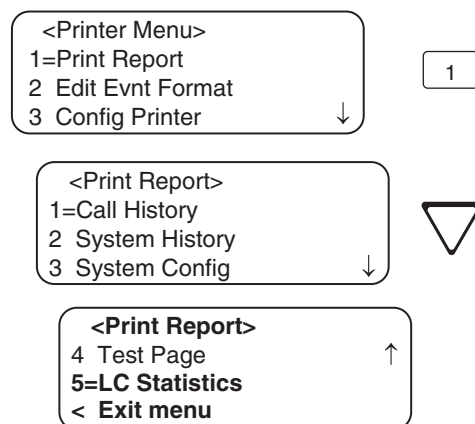 <Printer Menu>
1=Print Report
2 Edit Evnt Format
3 Config Printer ↓
1
<Print Report>
1=Call History
2 System History
3 System Config ↓
<Print Report>
4 Test Page ↑
5=LC Statistics
< Exit menu